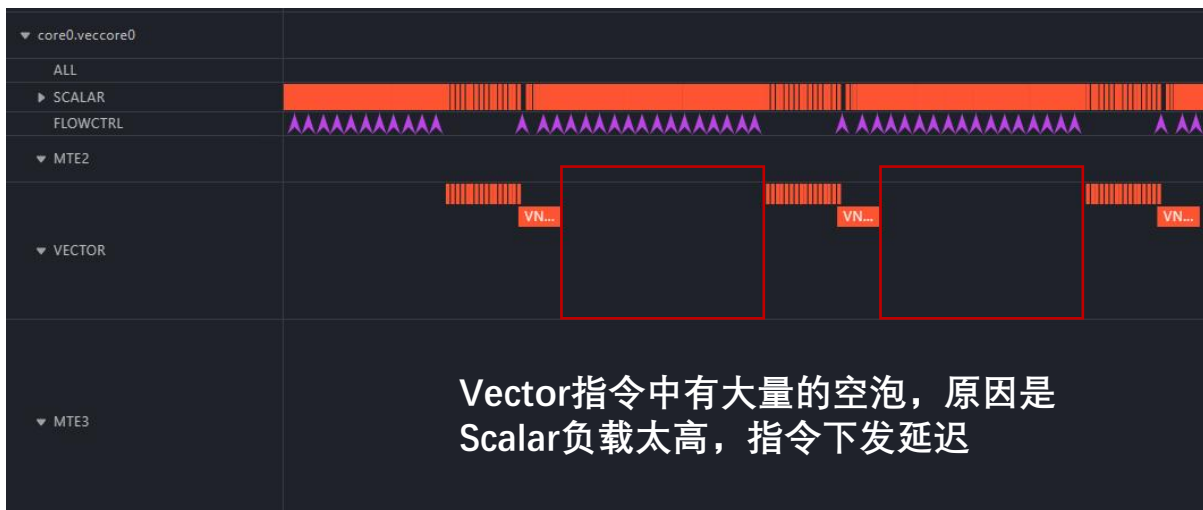 core0.veccore0
ALL
SCALAR
FLOWCTRL
MTE2
VN...
VN...
VN...
VECTOR
Vector指令中有大量的空泡，原因是
Scalar负载太高，指令下发延迟
MTE3